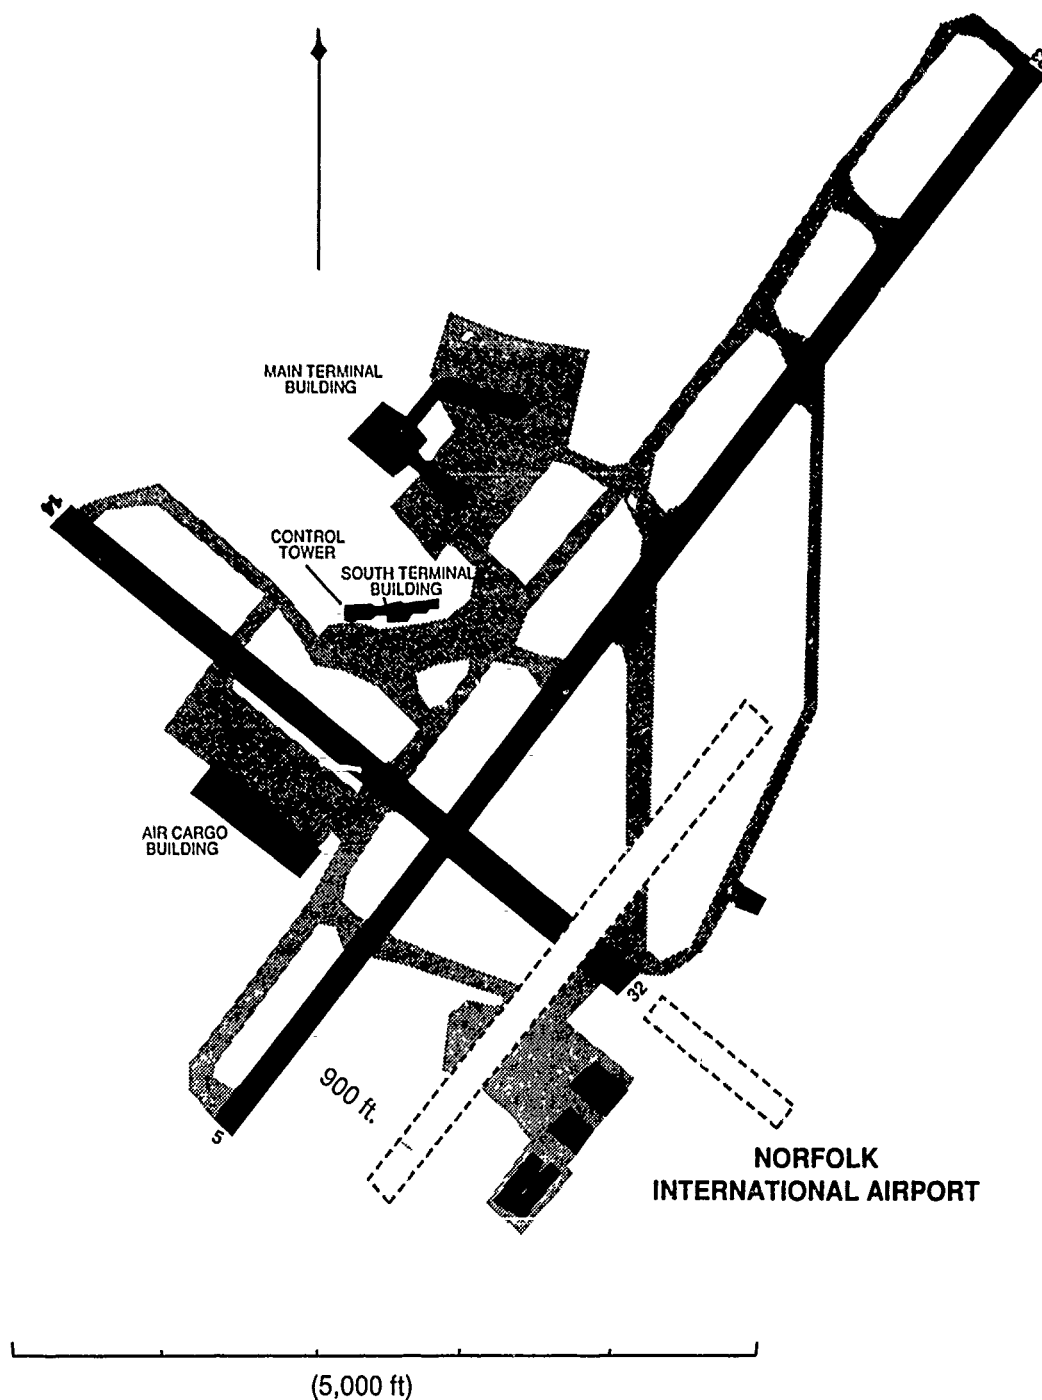 MAIN TERMINAL
BUILDING
14
CONTROL
TOWER
SOUTH TERMINAL
BUILDING
AIR CARGO
BUILDING
32
900 ft.
5
NORFOLK
INTERNATIONAL AIRPORT
(5,000 ft)